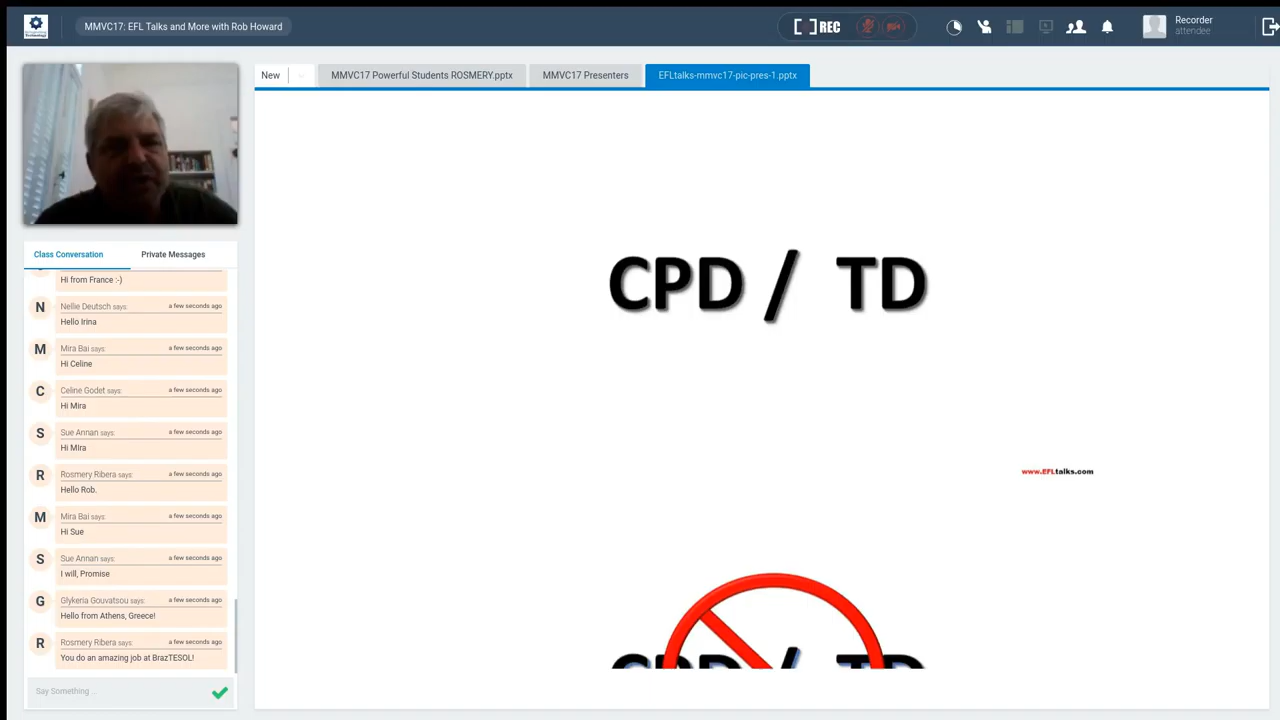 MMVC17: EFL Talks and More with Rob Howard
REC
Recorder
attendee
New
MMVC17 Powerful Students ROSMERY.pptx
MMVC17 Presenters
EFLtalks-mmvc17-pic-pres-1.pptx
Class Conversation
Private Messages
Hi from France :-)
N
Nellie Deutsch says:
a few seconds ago
Hello Irina
M
Mira Bai says:
a few seconds ago
Hi Celine
C
Celine Godet says:
a few seconds ago
Hi Mira
S
Sue Annan says:
a few seconds ago
Hi MIra
R
Rosmery Ribera says:
a few seconds ago
Hello Rob.
M
Mira Bai says:
a few seconds ago
Hi Sue
S
Sue Annan says:
a few seconds ago
I will, Promise
G
Glykeria Gouvatsou says:
a few seconds ago
Hello from Athens, Greece!
R
Rosmery Ribera says:
a few seconds ago
You do an amazing job at BrazTESOL!
Say Something ...
CPD / TD
www.EFLtalks.com
CPD / TD